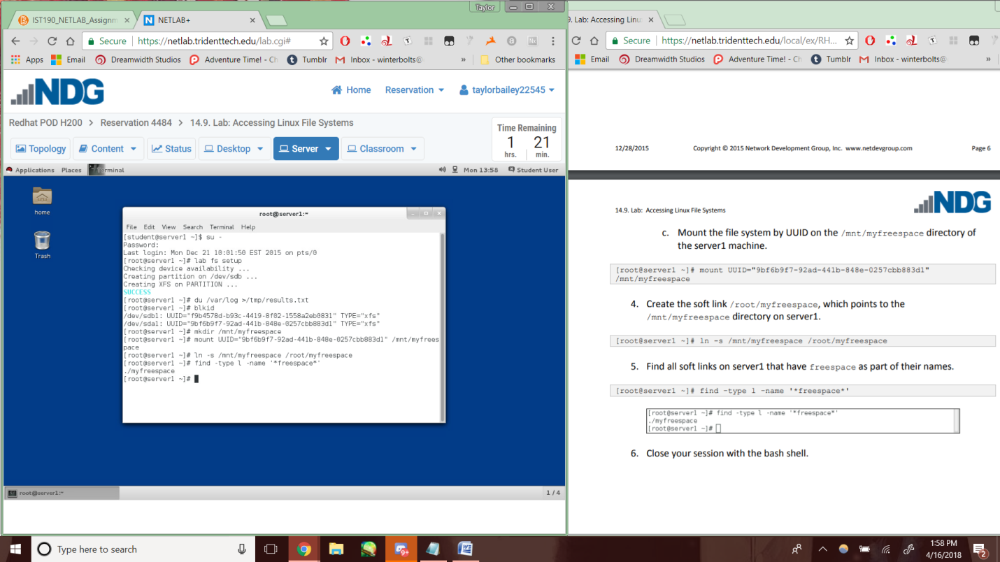 Taylor
IST190_NETLAB_Assignm
NETLAB+
Secure
https://netlab.tridenttech.edu/lab.cgi#
Apps
Email
Dreamwidth Studios
Adventure Time! - Ch
Tumblr
Inbox - winterbolts@
»
Other bookmarks
NDG
Home
Reservation
taylorbailey22545
Redhat POD H200 > Reservation 4484 > 14.9. Lab: Accessing Linux File Systems
Time Remaining
1
21
hrs.
min.
Topology
Content
Status
Desktop
Server
Classroom
Applications
Places
Mon 13:58
Student User
home
Trash
root@server1:~
File Edit View Search Terminal Help
[student@server1 ~]$ su -
Password:
Last login: Mon Dec 21 10:01:50 EST 2015 on pts/0
[root@server1 ~]# lab fs setup
Checking device availability ...
Creating partition on /dev/sdb ...
Creating XFS on PARTITION ...
SUCCESS
[root@server1 ~]# du /var/log >/tmp/results.txt
[root@server1 ~]# blkid
/dev/sdb1: UUID="f9b4578d-b93c-4419-8f02-1558a2eb0831" TYPE="xfs"
/dev/sda1: UUID="9bf6b9f7-92ad-441b-848e-0257cbb883d1" TYPE="xfs"
[root@server1 ~]# mkdir /mnt/myfreespace
[root@server1 ~]# mount UUID="9bf6b9f7-92ad-441b-848e-0257cbb883d1" /mnt/myfrees
pace
[root@server1 ~]# ln -s /mnt/myfreespace /root/myfreespace
[root@server1 ~]# find -type l -name '*freespace*'
./myfreespace
[root@server1 ~]#
root@server1:~
1 / 4
9. Lab: Accessing Linu
Secure
https://netlab.tridenttech.edu/local/ex/RH...
Email
Dreamwidth Studios
Adventure Time! - Ch
Tumblr
Inbox - winterbolts@
»
12/28/2015
Copyright © 2015 Network Development Group, Inc. www.netdevgroup.com
Page 6
NDG
14.9. Lab: Accessing Linux File Systems
c. Mount the file system by UUID on the /mnt/myfreespace directory of
the server1 machine.
[root@server1 ~]# mount UUID="9bf6b9f7-92ad-441b-848e-0257cbb883d1"
/mnt/myfreespace
4. Create the soft link /root/myfreespace, which points to the
/mnt/myfreespace directory on server1.
[root@server1 ~]# ln -s /mnt/myfreespace /root/myfreespace
5. Find all soft links on server1 that have freespace as part of their names.
[root@server1 ~]# find -type l -name '*freespace*'
[root@server1 ~]# find -type l -name '*freespace*'
./myfreespace
[root@server1 ~]#
6. Close your session with the bash shell.
Type here to search
9+
1:58 PM
4/16/2018
2